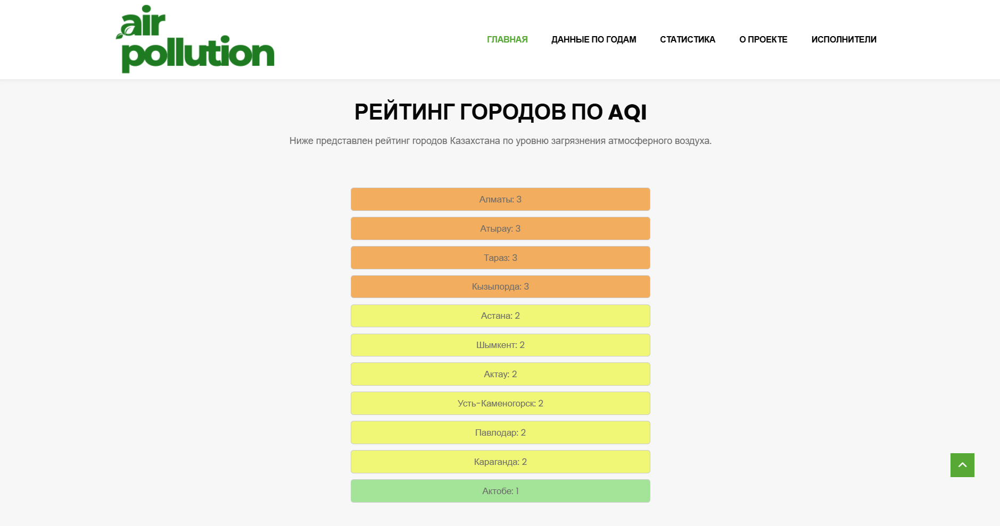 air
pollution
ГЛАВНАЯ ДАННЫЕ ПО ГОДАМ СТАТИСТИКА О ПРОЕКТЕ ИСПОЛНИТЕЛИ
РЕЙТИНГ ГОРОДОВ ПО AQI
Ниже представлен рейтинг городов Казахстана по уровню загрязнения атмосферного воздуха.
Алматы: 3
Атырау: 3
Тараз: 3
Кызылорда: 3
Астана: 2
Шымкент: 2
Актау: 2
Усть-Каменогорск: 2
Павлодар: 2
Караганда: 2
Актобе: 1